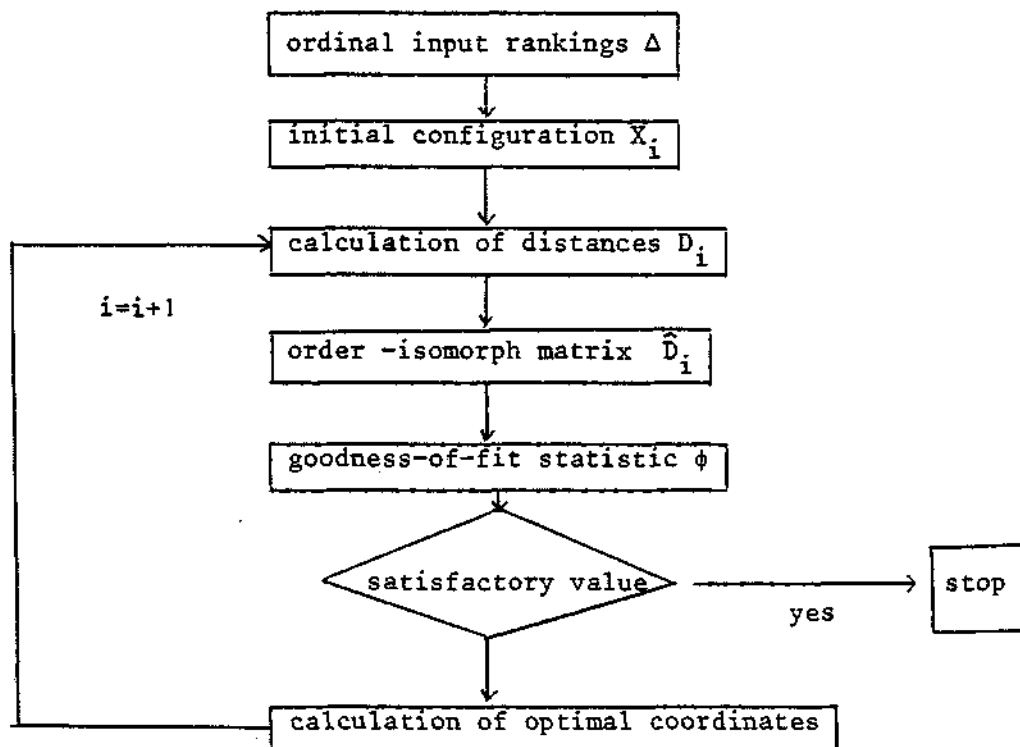 ordinal input rankings Δ
initial configuration X_i
calculation of distances D_i
i=i+1
order -isomorph matrix D̂_i
goodness-of-fit statistic ϕ
satisfactory value
stop
yes
calculation of optimal coordinates